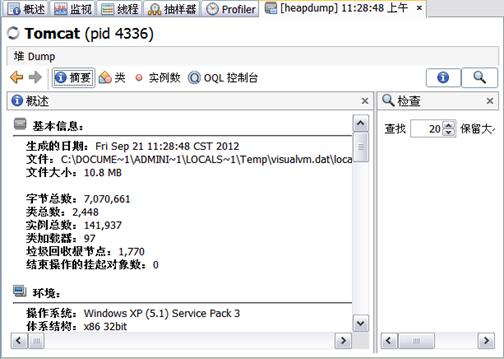 概述 监视 线程 抽样器 Profiler [heapdump] 11:28:48 上午
Tomcat (pid 4336)
堆 Dump
摘要 类 实例数 OQL 控制台
概述
检查
基本信息:
生成的日期: Fri Sep 21 11:28:48 CST 2012
文件: C:\DOCUME~1\ADMINI~1\LOCALS~1\Temp\visualvm.dat\loca
文件大小: 10.8 MB
字节总数: 7,070,661
类总数: 2,448
实例总数: 141,937
类加载器: 97
垃圾回收根节点: 1,770
结束操作的挂起对象数: 0
环境:
操作系统: Windows XP (5.1) Service Pack 3
体系结构: x86 32bit
查找 20 保留大